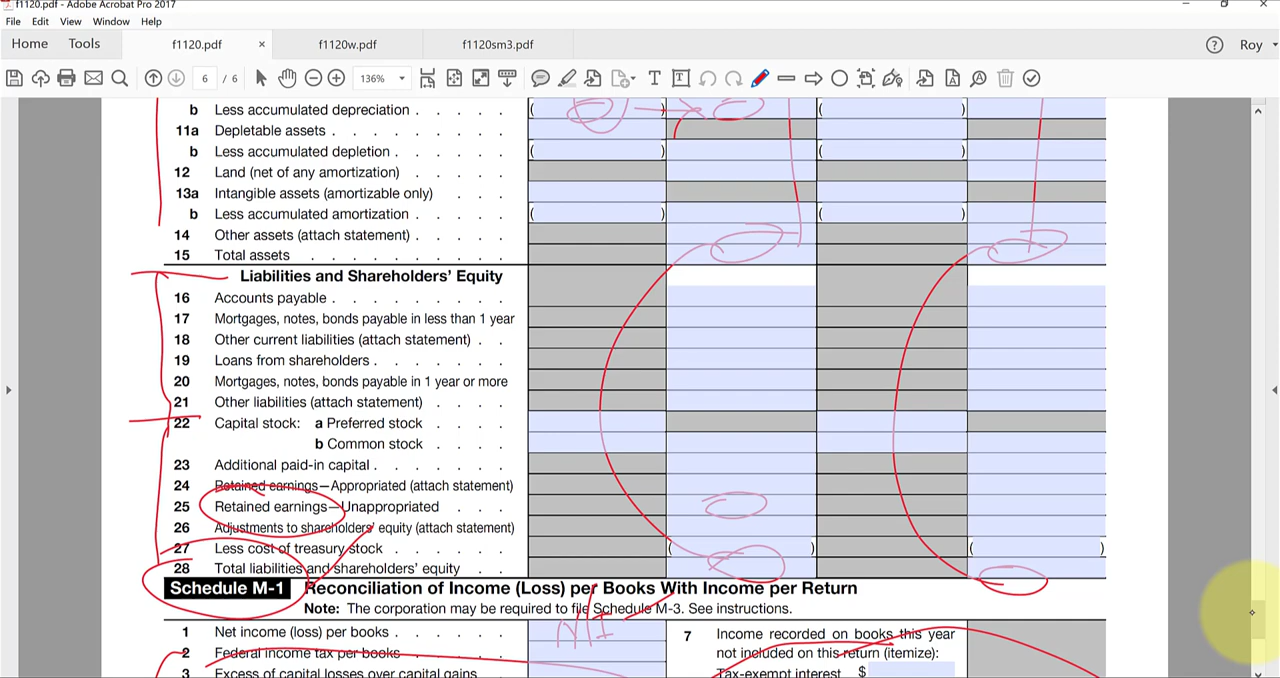 f1120.pdf - Adobe Acrobat Pro 2017
File Edit View Window Help
Home Tools f1120.pdf × f1120w.pdf f1120sm3.pdf ? Roy
6 / 6 136%
b Less accumulated depreciation . . . . . ( ) ( )
11a Depletable assets . . . . . . . . .
b Less accumulated depletion . . . . . . ( ) ( )
12 Land (net of any amortization) . . . . .
13a Intangible assets (amortizable only) . . .
b Less accumulated amortization . . . . . ( ) ( )
14 Other assets (attach statement) . . . . .
15 Total assets . . . . . . . . . .
Liabilities and Shareholders' Equity
16 Accounts payable . . . . . . . . .
17 Mortgages, notes, bonds payable in less than 1 year
18 Other current liabilities (attach statement) . .
19 Loans from shareholders . . . . . . .
20 Mortgages, notes, bonds payable in 1 year or more
21 Other liabilities (attach statement) . . . .
22 Capital stock: a Preferred stock . . . .
b Common stock . . . .
23 Additional paid-in capital . . . . . . .
24 Retained earnings—Appropriated (attach statement)
25 Retained earnings—Unappropriated . . .
26 Adjustments to shareholders' equity (attach statement)
27 Less cost of treasury stock . . . . . . ( ) ( )
28 Total liabilities and shareholders' equity . .
Schedule M-1 Reconciliation of Income (Loss) per Books With Income per Return
Note: The corporation may be required to file Schedule M-3. See instructions.
1 Net income (loss) per books . . . . . .
NI
2 Federal income tax per books . . . . .
3 Excess of capital losses over capital gains
7 Income recorded on books this year
not included on this return (itemize):
Tax-exempt interest $